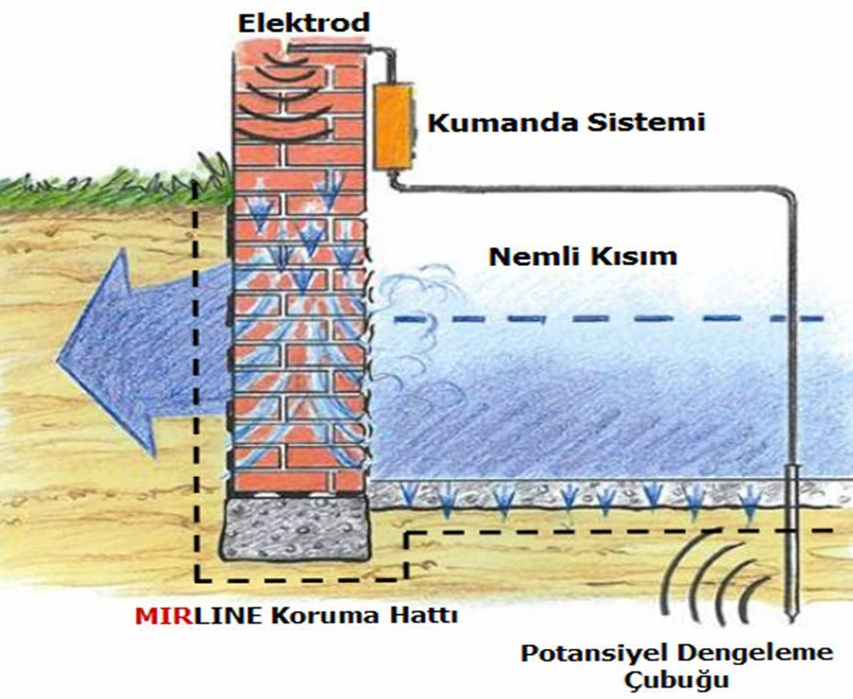 Elektrod
Kumanda Sistemi
Nemli Kısım
MIRLINE Koruma Hattı
Potansiyel Dengeleme
Çubuğu